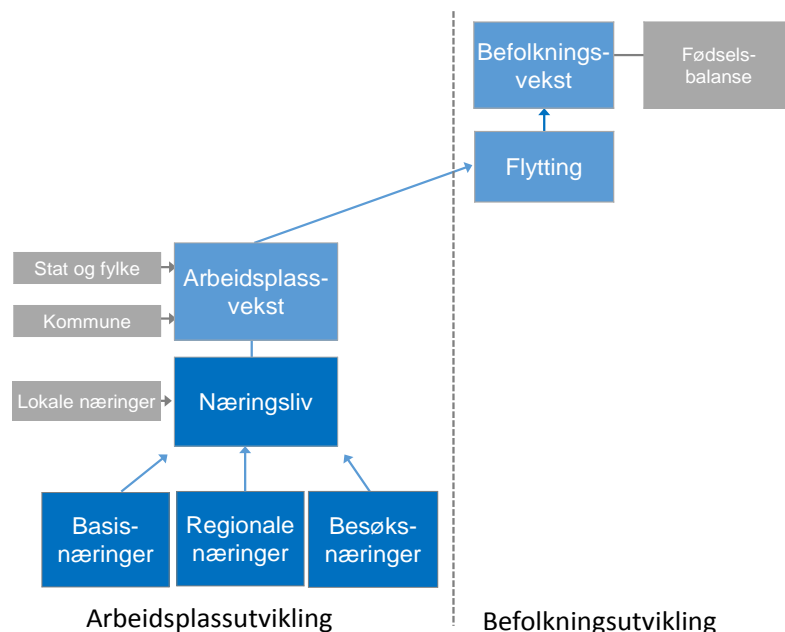 Befolknings-
vekst
Fødsels-
balanse
Flytting
Stat og fylke
Arbeidsplass-
vekst
Kommune
Lokale næringer
Næringsliv
Basis-
næringer
Regionale
næringer
Besøks-
næringer
Arbeidsplassutvikling
Befolkningsutvikling